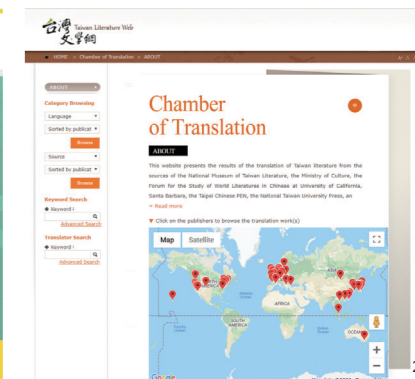 台灣文學網
Taiwan Literature Web
HOME > Chamber of Translation > ABOUT
ABOUT
Category Browsing
Language
Sorted by publicat
Browse
Source
Sorted by publicat
Browse
Keyword Search
Keyword :
Advanced Search
Translator Search
Keyword :
Advanced Search
Chamber
of Translation
ABOUT
This website presents the results of the translation of Taiwan literature from the
sources of the National Museum of Taiwan Literature, the Ministry of Culture, the
Forum for the Study of World Literatures in Chinese at University of California,
Santa Barbara, the Taipei Chinese PEN, the National Taiwan University Press, an
Read more
Click on the publishers to browse the translation work(s)
Map Satellite
ASIA
AFRICA
SOUTH
AMERICA
Google
2